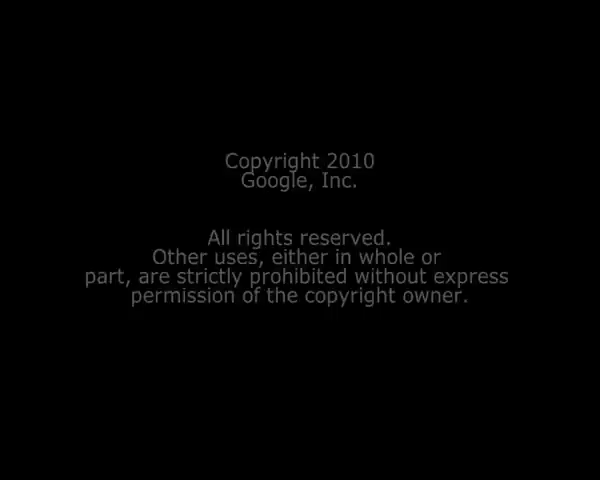 Copyright 2010
Google, Inc.
All rights reserved.
Other uses, either in whole or
part, are strictly prohibited without express
permission of the copyright owner.